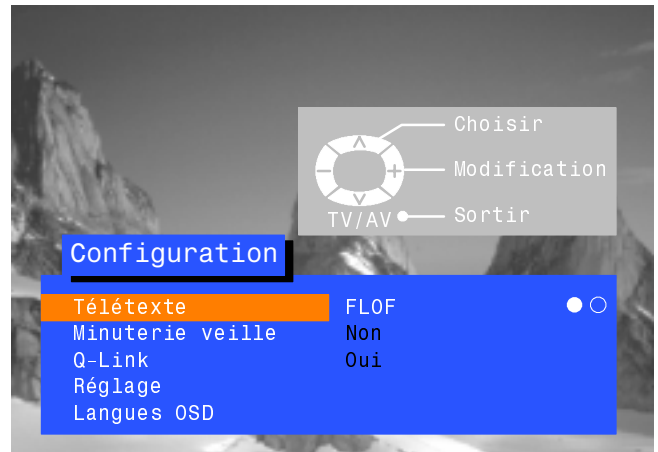 Choisir
Modification
TV/AV Sortir
Configuration
Télétexte FLOF
Minuterie veille Non
Q-Link Oui
Réglage
Langues OSD